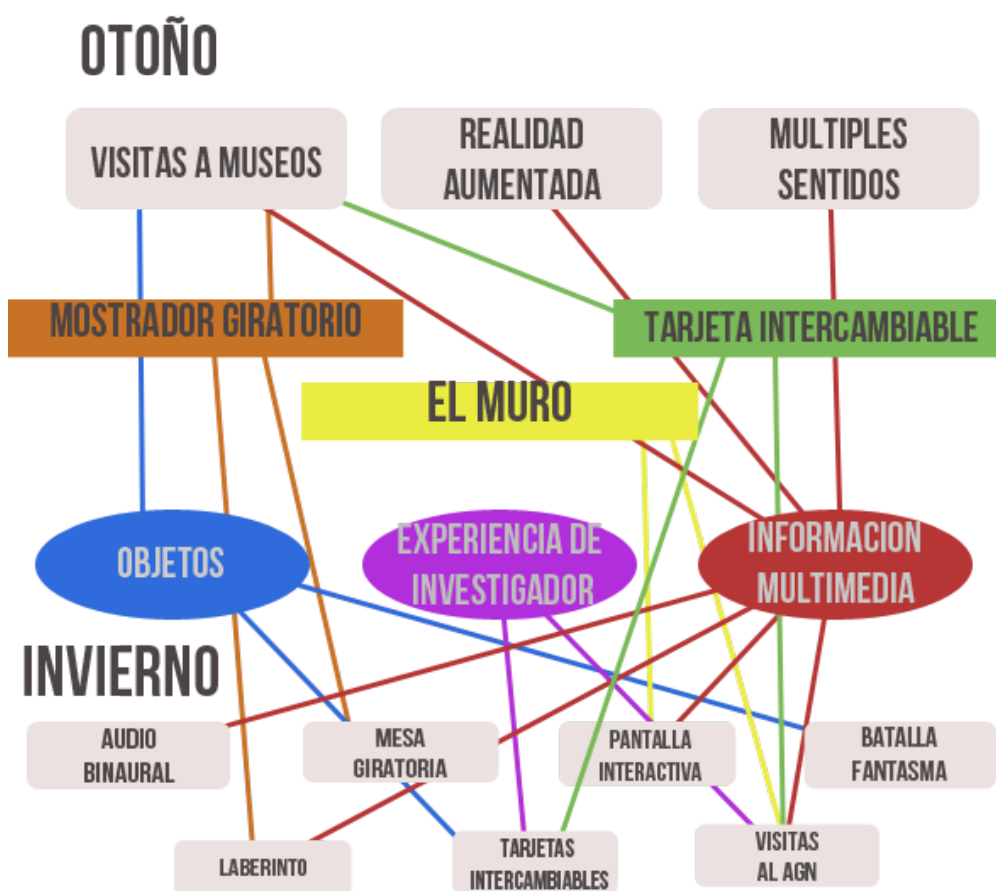 OTOÑO
VISITAS A MUSEOS
REALIDAD
AUMENTADA
MULTIPLES
SENTIDOS
MOSTRADOR GIRATORIO
TARJETA INTERCAMBIABLE
EL MURO
OBJETOS
EXPERIENCIA DE
INVESTIGADOR
INFORMACION
MULTIMEDIA
INVIERNO
AUDIO
BINAURAL
MESA
GIRATORIA
PANTALLA
INTERACTIVA
BATALLA
FANTASMA
LABERINTO
TARJETAS
INTERCAMBIABLES
VISITAS
AL AGN